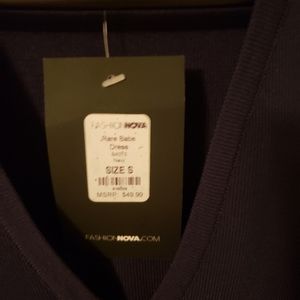 FASHIONNOVA
Rare Babe
Dress
Navy
SIZE S
MSRP: $49.99
FASHIONNOVA.COM